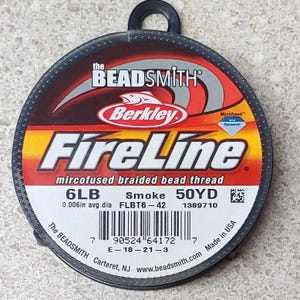 the
BEADSMITH®
Berkley
FireLine
mircofused braided bead thread
6LB Smoke 50YD
0.006in avg.dia FLBT6-42 1389710
7 90524 64172 7
E-18-21-3
The BEADSMITH Carteret, NJ www.beadsmith.com Made in USA